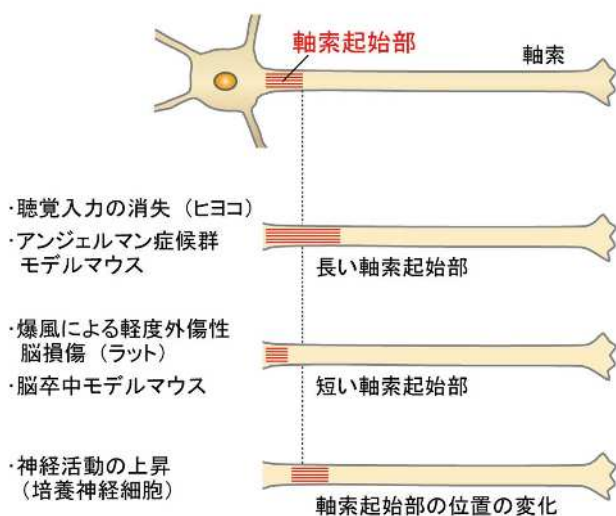 軸索起始部
軸索
・聴覚入力の消失 (ヒヨコ)
・アンジェルマン症候群
モデルマウス
長い軸索起始部
・爆風による軽度外傷性
脳損傷 (ラット)
・脳卒中モデルマウス
短い軸索起始部
・神経活動の上昇
(培養神経細胞)
軸索起始部の位置の変化